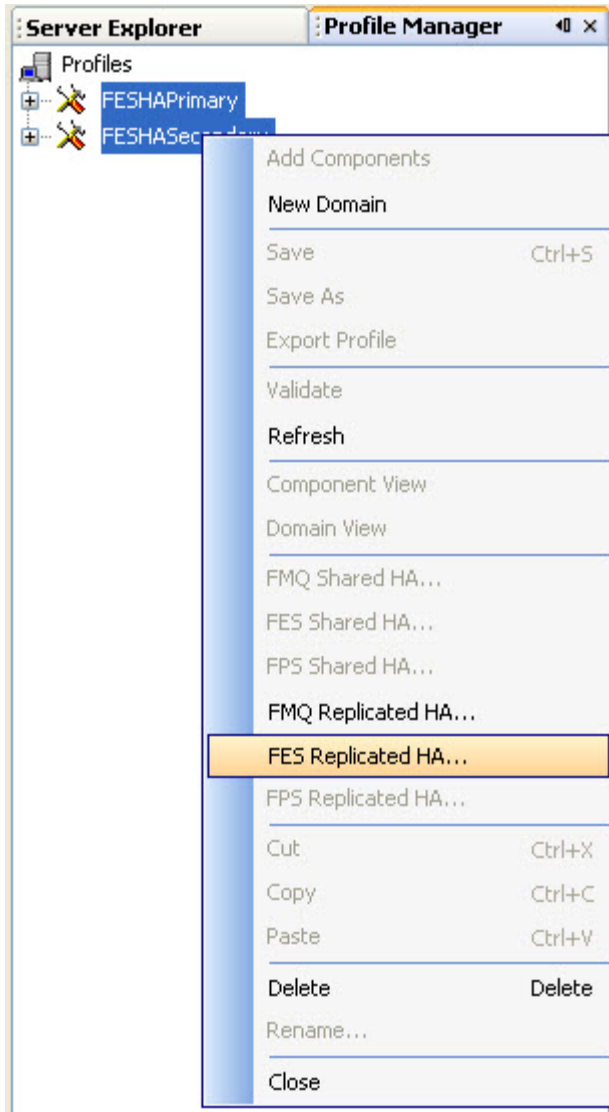 Server Explorer Profile Manager
Profiles
FESHAPrimary
Add Components
New Domain
Save Ctrl+S
Save As
Export Profile
Validate
Refresh
Component View
Domain View
FMQ Shared HA...
FES Shared HA...
FPS Shared HA...
FMQ Replicated HA...
FES Replicated HA...
FPS Replicated HA...
Cut Ctrl+X
Copy Ctrl+C
Paste Ctrl+V
Delete Delete
Rename...
Close